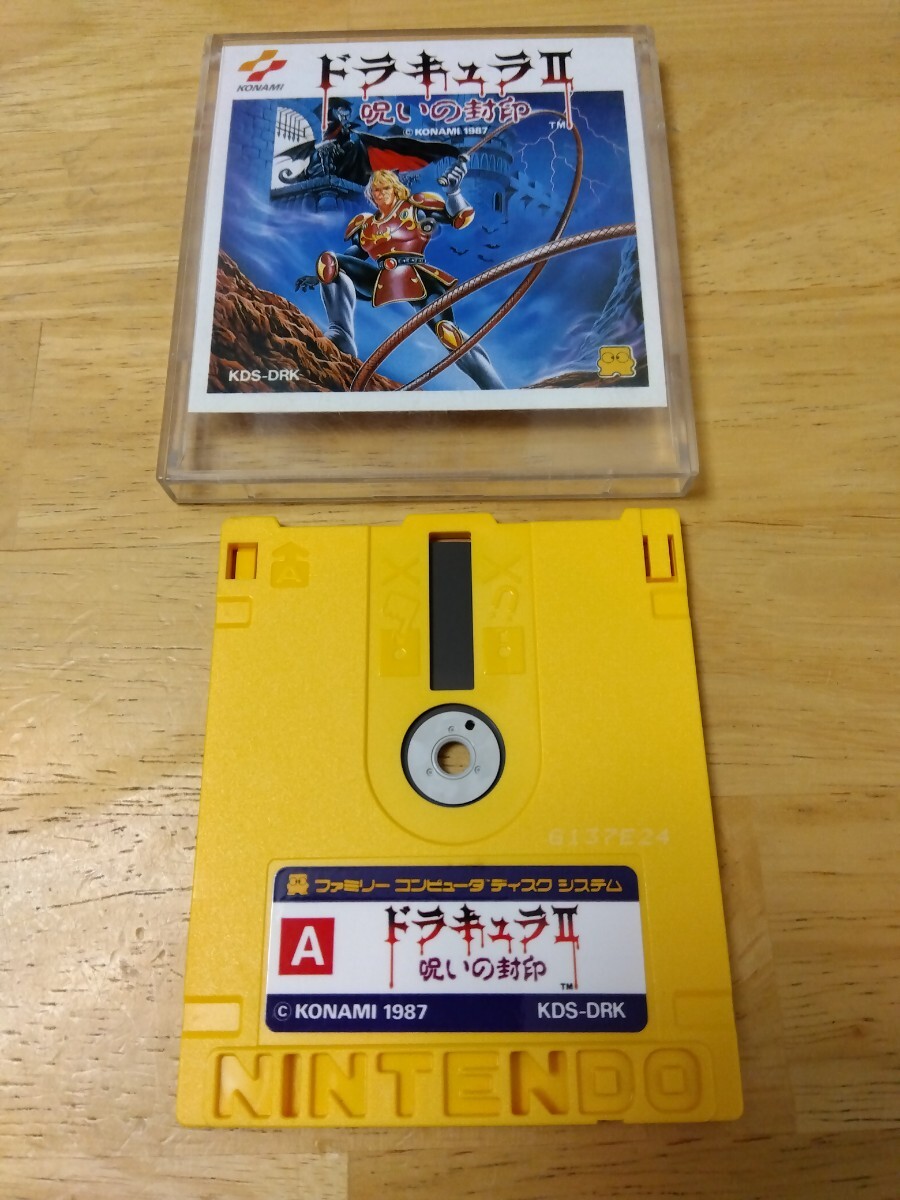 KONAMI
ドラキュラII
呪いの封印
TM
© KONAMI 1987
KDS-DRK
A
G137E24
ファミリー コンピュータ ディスク システム
A
ドラキュラII
呪いの封印
TM
© KONAMI 1987
KDS-DRK
NINTENDO